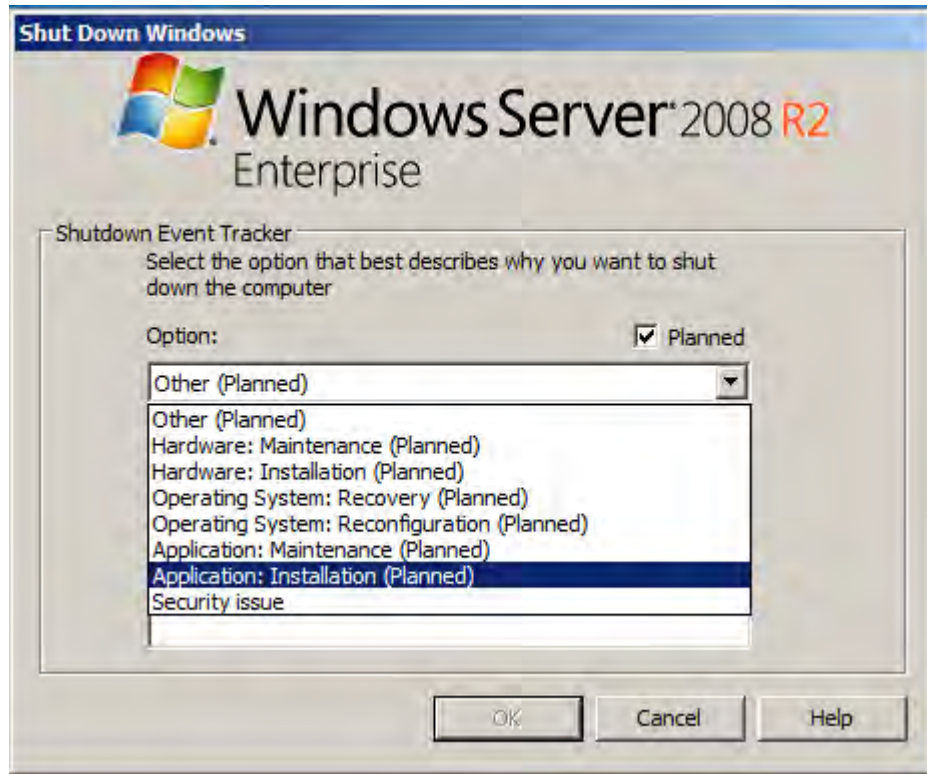 Shut Down Windows
Windows Server 2008 R2
Enterprise
Shutdown Event Tracker
Select the option that best describes why you want to shut
down the computer
Option:
Planned
Other (Planned)
Other (Planned)
Hardware: Maintenance (Planned)
Hardware: Installation (Planned)
Operating System: Recovery (Planned)
Operating System: Reconfiguration (Planned)
Application: Maintenance (Planned)
Application: Installation (Planned)
Security issue
OK
Cancel
Help